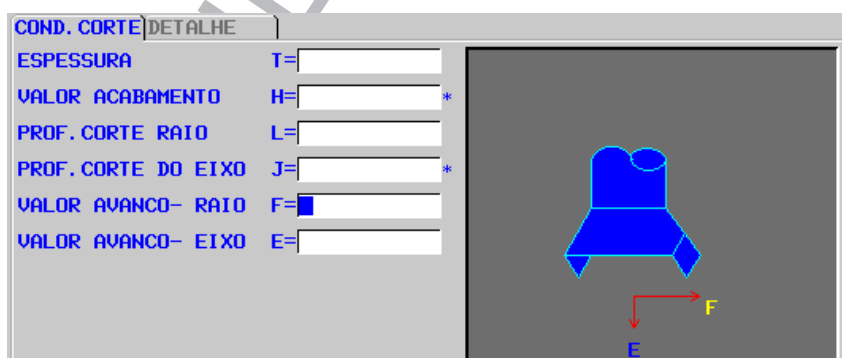 COND. CORTE DETALHE
ESPESSURA T=
VALOR ACABAMENTO H= *
PROF. CORTE RAIO L=
PROF. CORTE DO EIXO J= *
VALOR AVANCO- RAIO F=
VALOR AVANCO- EIXO E=
F
E